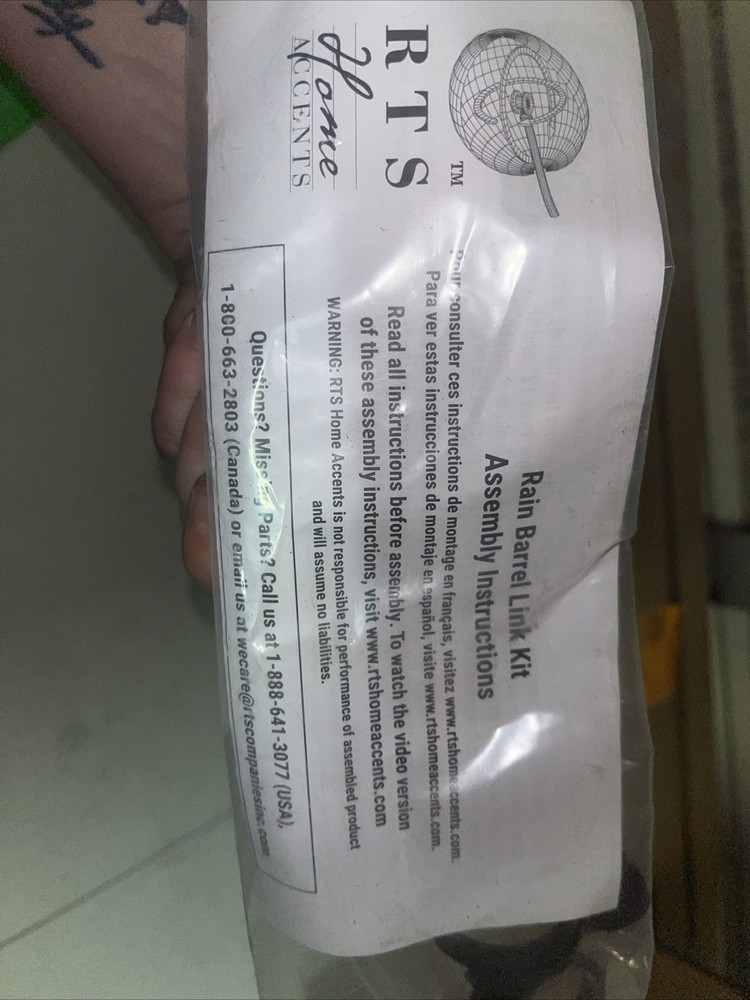 RTS™
Home
ACCENTS
Rain Barrel Link Kit
Assembly Instructions
Pour consulter ces instructions de montage en français, visitez www.rtshomeaccents.com.
Para ver estas instrucciones de montaje en español, visite www.rtshomeaccents.com.
Read all instructions before assembly. To watch the video version
of these assembly instructions, visit www.rtshomeaccents.com
WARNING: RTS Home Accents is not responsible for performance of assembled product
and will assume no liabilities.
Questions? Missing Parts? Call us at 1-888-641-3077 (USA),
1-800-663-2803 (Canada) or email us at wecare@rtscompaniesinc.com